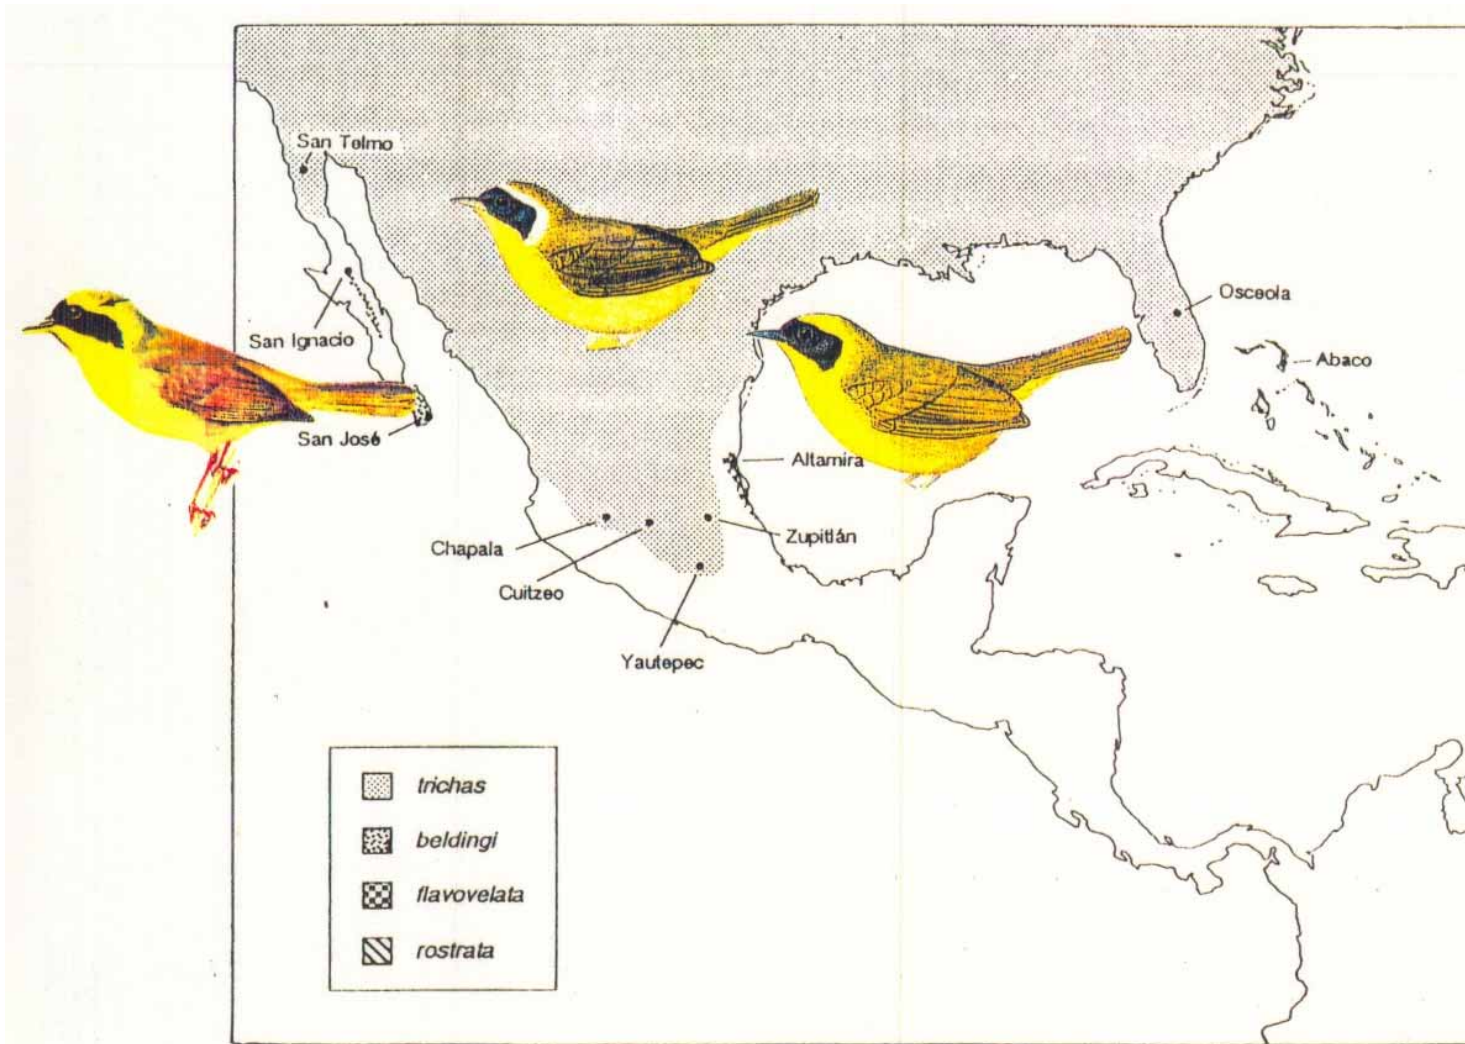 San Telmo
San Ignacio
San José
Osceola
Abaco
Altamira
Chapala
Zupitlán
Cuitzeo
Yautepec
trichas
beldingi
flavovelata
rostrata